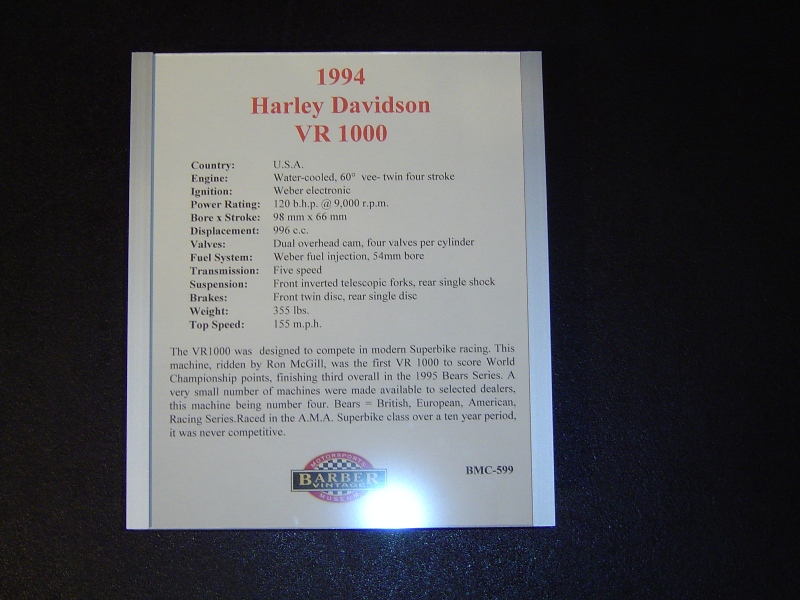 1994
Harley Davidson
VR 1000
Country: U.S.A.
Engine: Water-cooled, 60° vee- twin four stroke
Ignition: Weber electronic
Power Rating: 120 b.h.p. @ 9,000 r.p.m.
Bore x Stroke: 98 mm x 66 mm
Displacement: 996 c.c.
Valves: Dual overhead cam, four valves per cylinder
Fuel System: Weber fuel injection, 54mm bore
Transmission: Five speed
Suspension: Front inverted telescopic forks, rear single shock
Brakes: Front twin disc, rear single disc
Weight: 355 lbs.
Top Speed: 155 m.p.h.
The VR1000 was designed to compete in modern Superbike racing. This
machine, ridden by Ron McGill, was the first VR 1000 to score World
Championship points, finishing third overall in the 1995 Bears Series. A
very small number of machines were made available to selected dealers,
this machine being number four. Bears = British, European, American,
Racing Series.Raced in the A.M.A. Superbike class over a ten year period,
it was never competitive.
MOTORSPORTS
BARBER
VINTAGE
MUSEUM
BMC-599